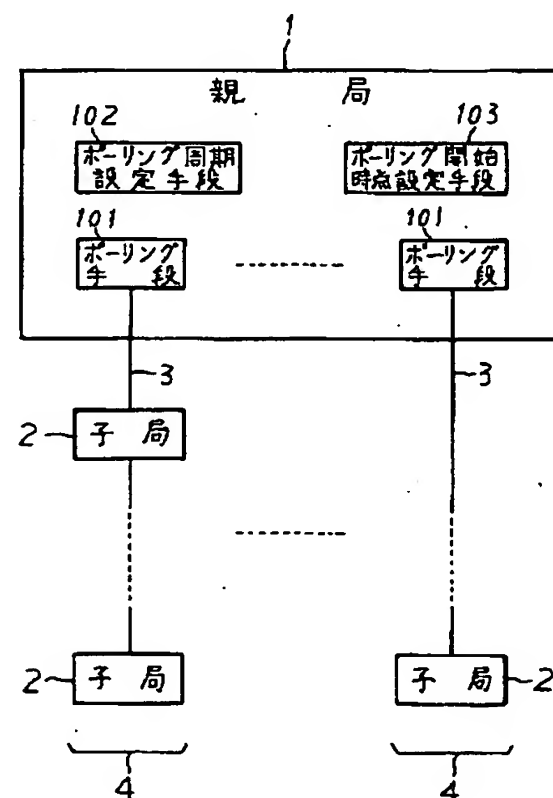 1
親 局
102
103
ポーリング周期
設定手段
ポーリング開始
時点設定手段
101
101
ポーリング
手 段
ポーリング
手 段
3
3
2
子 局
2
子 局
子 局
2
4
4